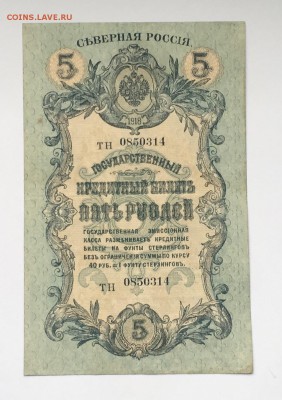 COINS.LAVE.RU
СѢВЕРНАЯ РОССІЯ.
5 5
1918
ТН 0850314
ГОСУДАРСТВЕННЫЙ
КРЕДИТНЫЙ БИЛЕТЪ
ПЯТЬ РУБЛЕЙ
ГОСУДАРСТВЕННАЯ ЭМИССІОННАЯ
КАССА РАЗМѢНИВАЕТЪ КРЕДИТНЫЕ
БИЛЕТЫ НА ФУНТЫ СТЕРЛИНГОВЪ
БЕЗЪ ОГРАНИЧЕНІЯ СУММЫ ПО КУРСУ
40 РУБ. ЗА 1 ФУНТЪ СТЕРЛИНГОВЪ.
ТН 0850314
5